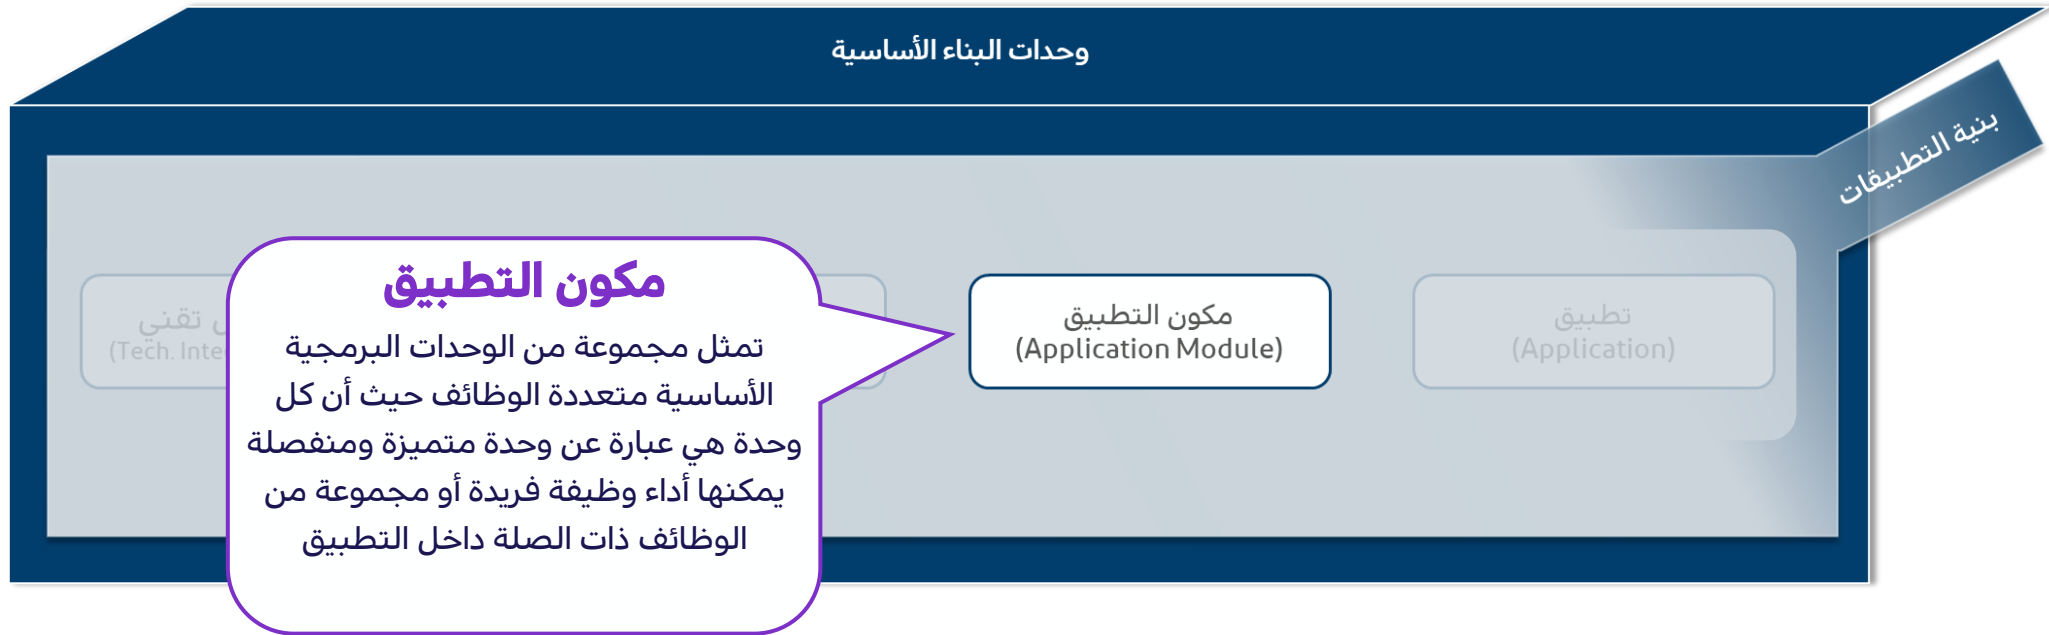 وحدات البناء الأساسية
بنية التطبيقات
تطبيق
(Application)
مكون التطبيق
(Application Module)
مكون التطبيق
تمثل مجموعة من الوحدات البرمجية
الأساسية متعددة الوظائف حيث أن كل
وحدة هي عبارة عن وحدة متميزة ومنفصلة
يمكنها أداء وظيفة فريدة أو مجموعة من
الوظائف ذات الصلة داخل التطبيق
تقني
(Tech.